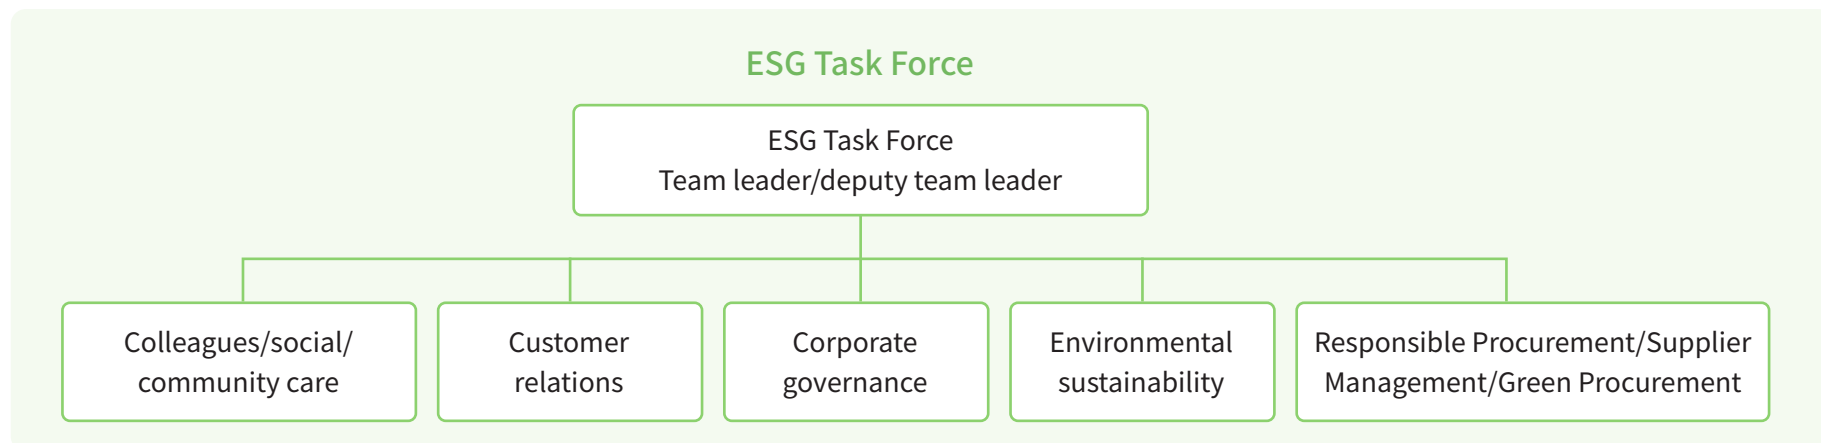 ESG Task Force
ESG Task Force
Team leader/deputy team leader
Colleagues/social/
community care
Customer
relations
Corporate
governance
Environmental
sustainability
Responsible Procurement/Supplier
Management/Green Procurement